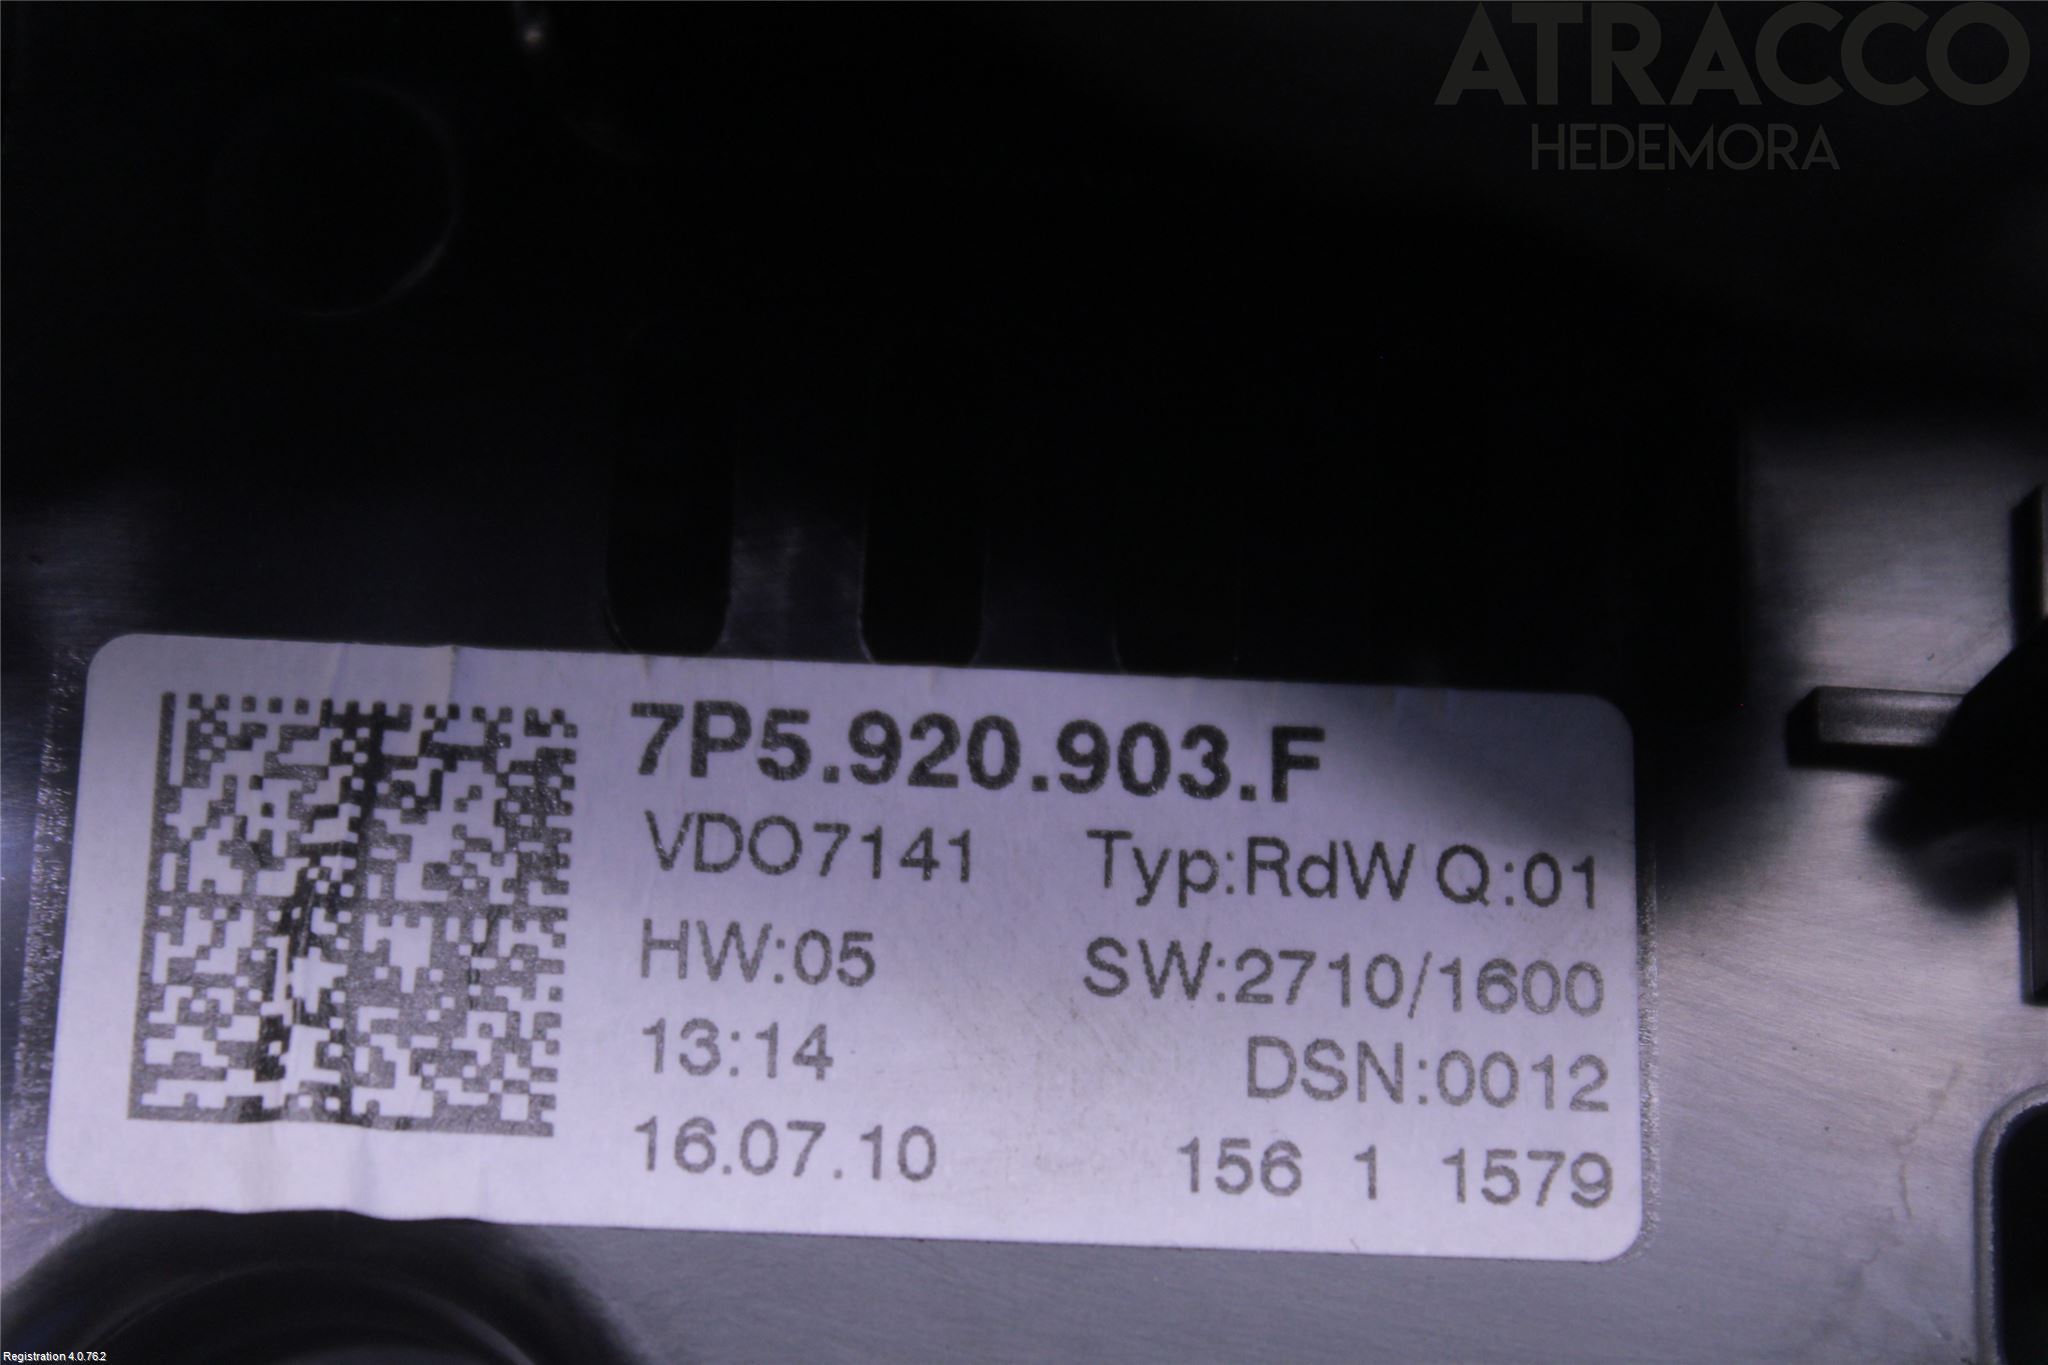 ATRACCO
HEDEMORA
7P5.920.903.F
VDO7141 Typ:RdW Q:01
HW:05 SW:2710/1600
13:14 DSN:0012
16.07.10 156 1 1579
Registration 4.0.76.2